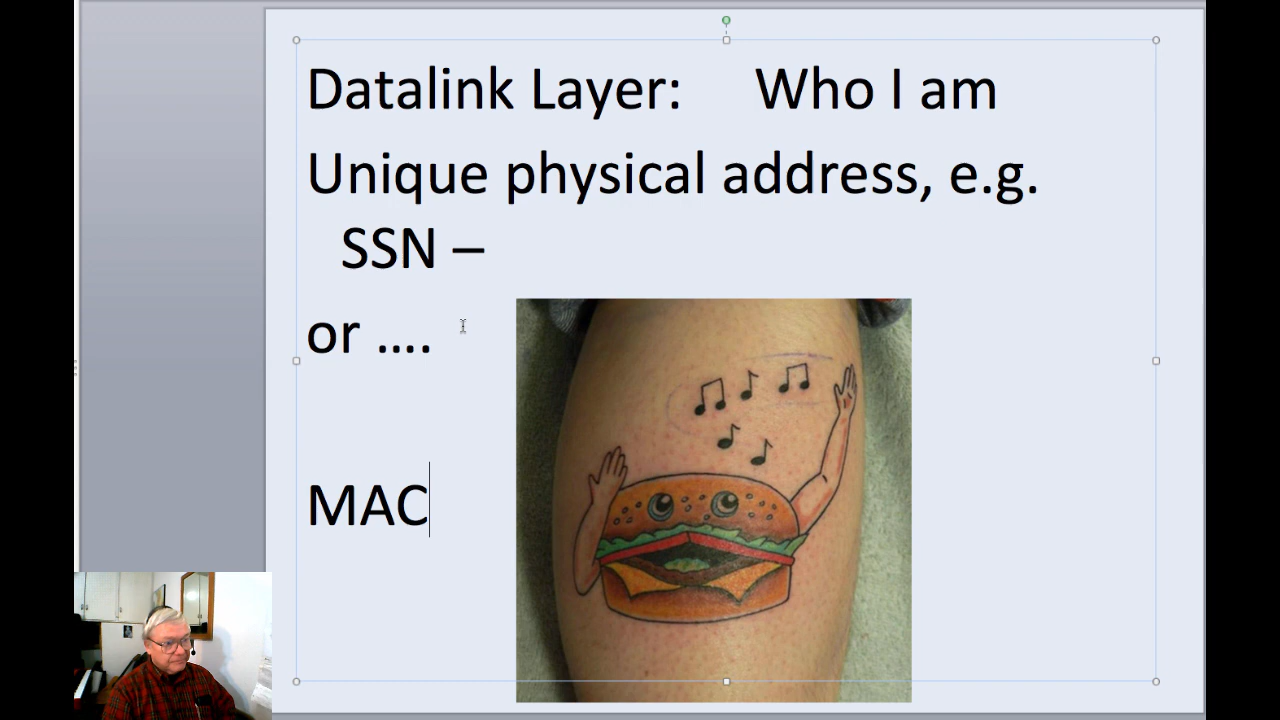 Datalink Layer: Who I am
Unique physical address, e.g.
SSN –
or ....
MAC